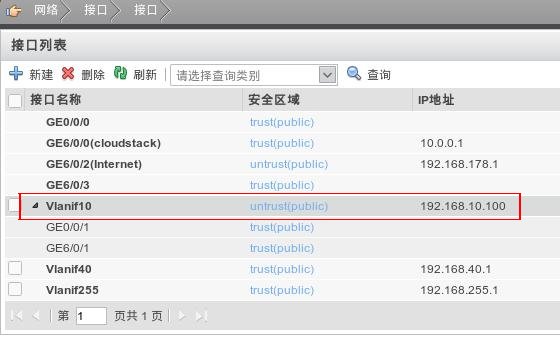 网络 接口 接口
接口列表
新建 删除 刷新 请选择查询类别 查询
接口名称 安全区域 IP地址
GE0/0/0 trust(public)
GE6/0/0(cloudstack) trust(public) 10.0.0.1
GE6/0/2(Internet) untrust(public) 192.168.178.1
GE6/0/3 trust(public)
Vlanif10 untrust(public) 192.168.10.100
GE0/0/1 trust(public)
GE6/0/1 trust(public)
Vlanif40 trust(public) 192.168.40.1
Vlanif255 trust(public) 192.168.255.1
第 1 页共 1 页